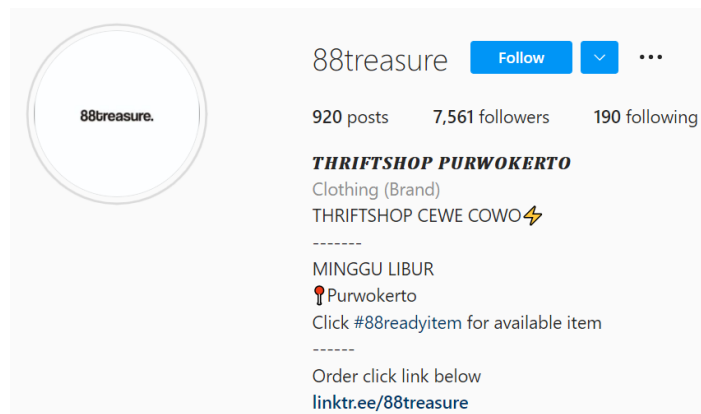 88treasure Follow
88treasure.
920 posts 7,561 followers 190 following
THRIFTSHOP PURWOKERTO
Clothing (Brand)
THRIFTSHOP CEWE COWO⚡
-------
MINGGU LIBUR
📍Purwokerto
Click #88readyitem for available item
------
Order click link below
linktr.ee/88treasure